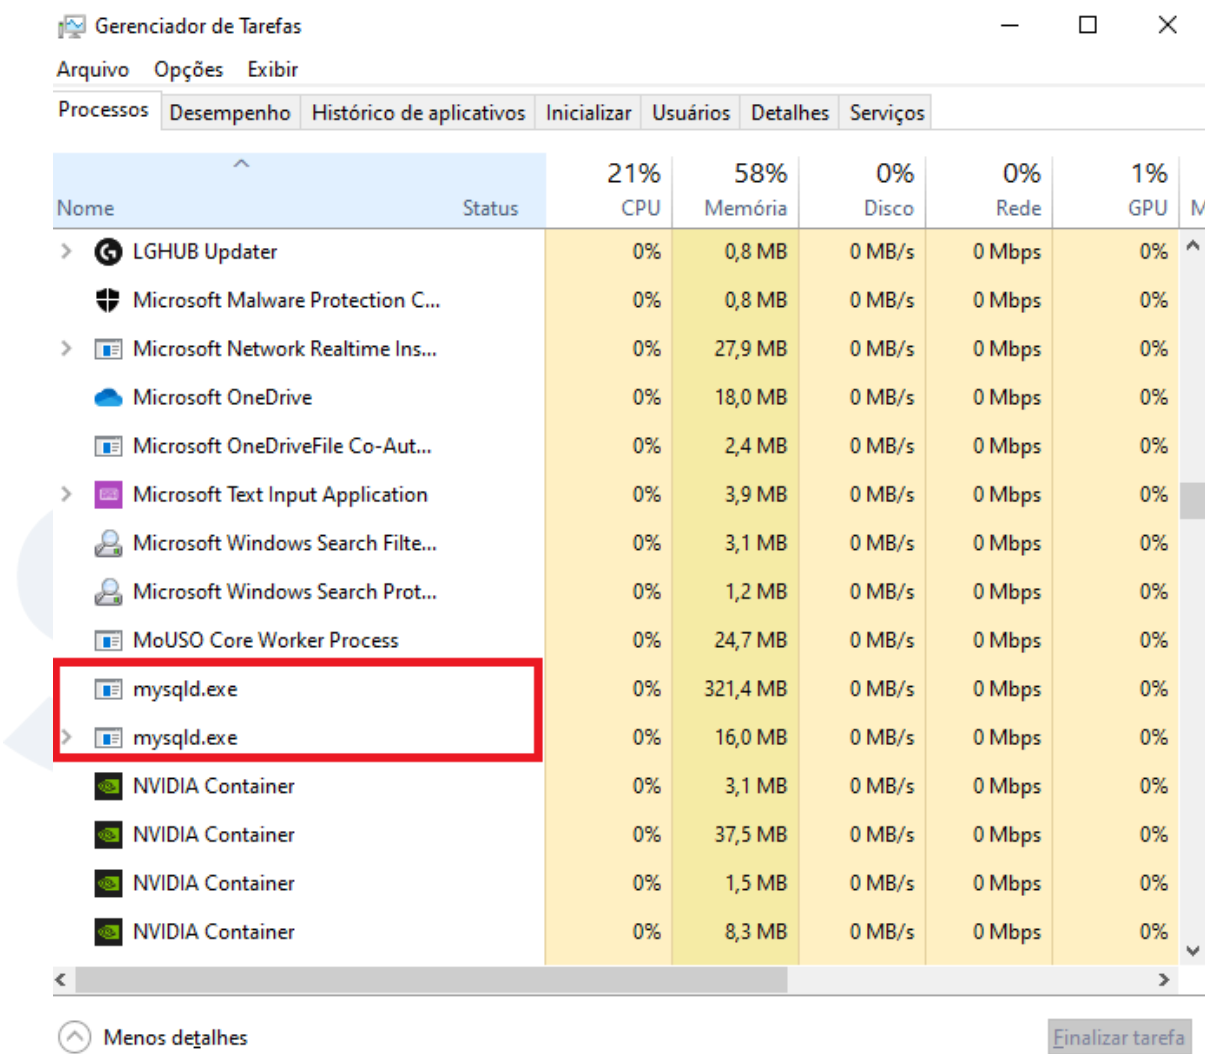 Gerenciador de Tarefas
Arquivo Opções Exibir
Processos Desempenho Histórico de aplicativos Inicializar Usuários Detalhes Serviços
21% 58% 0% 0% 1%
Nome Status CPU Memória Disco Rede GPU M
LGHUB Updater 0% 0,8 MB 0 MB/s 0 Mbps 0%
Microsoft Malware Protection C... 0% 0,8 MB 0 MB/s 0 Mbps 0%
Microsoft Network Realtime Ins... 0% 27,9 MB 0 MB/s 0 Mbps 0%
Microsoft OneDrive 0% 18,0 MB 0 MB/s 0 Mbps 0%
Microsoft OneDriveFile Co-Aut... 0% 2,4 MB 0 MB/s 0 Mbps 0%
Microsoft Text Input Application 0% 3,9 MB 0 MB/s 0 Mbps 0%
Microsoft Windows Search Filte... 0% 3,1 MB 0 MB/s 0 Mbps 0%
Microsoft Windows Search Prot... 0% 1,2 MB 0 MB/s 0 Mbps 0%
MoUSO Core Worker Process 0% 24,7 MB 0 MB/s 0 Mbps 0%
mysqld.exe 0% 321,4 MB 0 MB/s 0 Mbps 0%
mysqld.exe 0% 16,0 MB 0 MB/s 0 Mbps 0%
NVIDIA Container 0% 3,1 MB 0 MB/s 0 Mbps 0%
NVIDIA Container 0% 37,5 MB 0 MB/s 0 Mbps 0%
NVIDIA Container 0% 1,5 MB 0 MB/s 0 Mbps 0%
NVIDIA Container 0% 8,3 MB 0 MB/s 0 Mbps 0%
Menos detalhes Finalizar tarefa